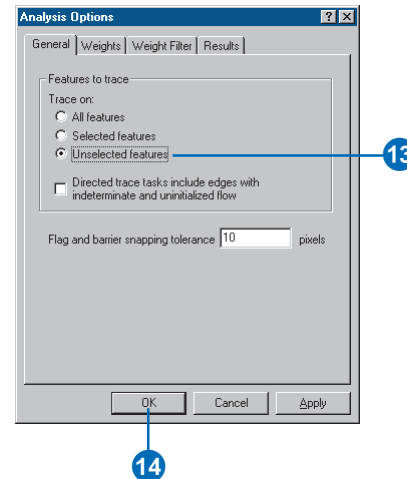 Analysis Options
General Weights Weight Filter Results
Features to trace
Trace on:
All features
Selected features
Unselected features
13
Directed trace tasks include edges with
indeterminate and uninitialized flow
Flag and barrier snapping tolerance 10 pixels
OK Cancel Apply
14